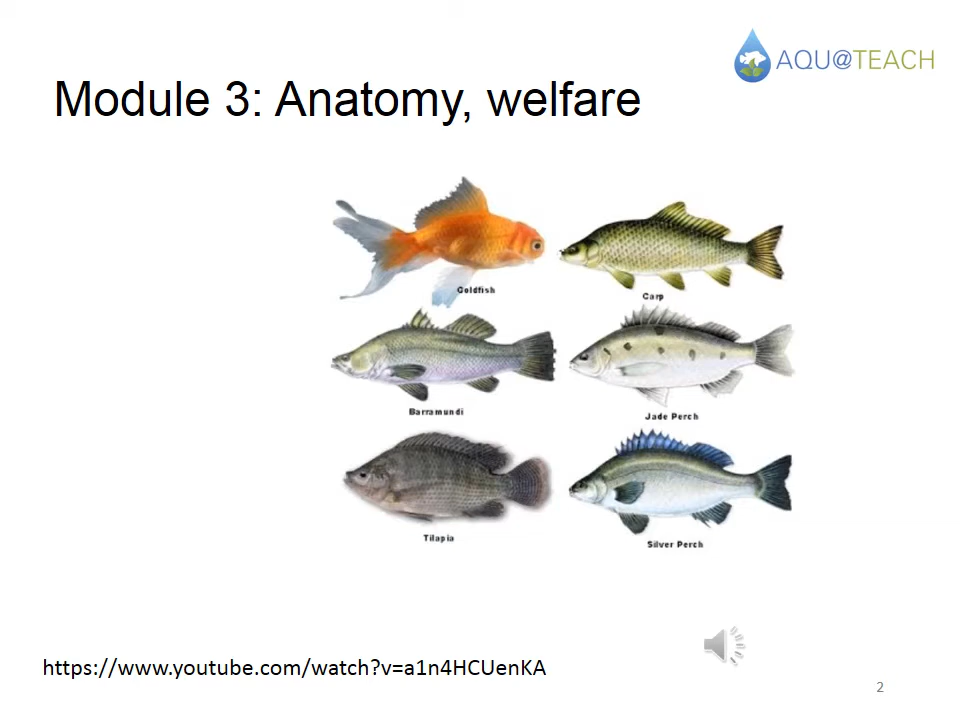 AQU@TEACH
Module 3: Anatomy, welfare
Goldfish
Carp
Barramundi
Jade Perch
Tilapia
Silver Perch
https://www.youtube.com/watch?v=a1n4HCUenKA
2